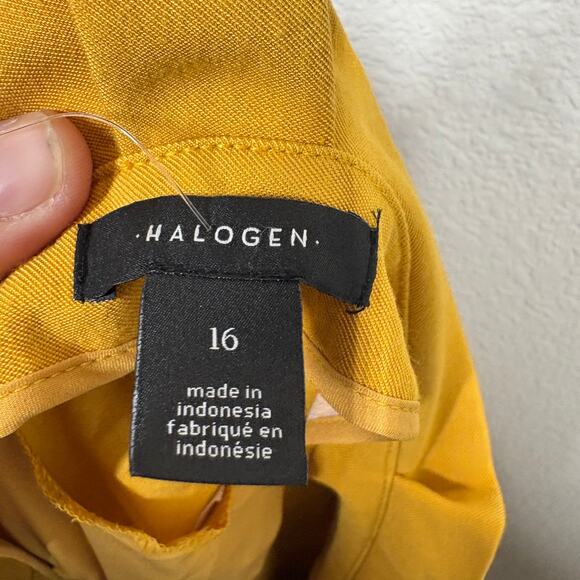 ·HALOGEN·
16
made in
indonesia
fabriqué en
indonésie